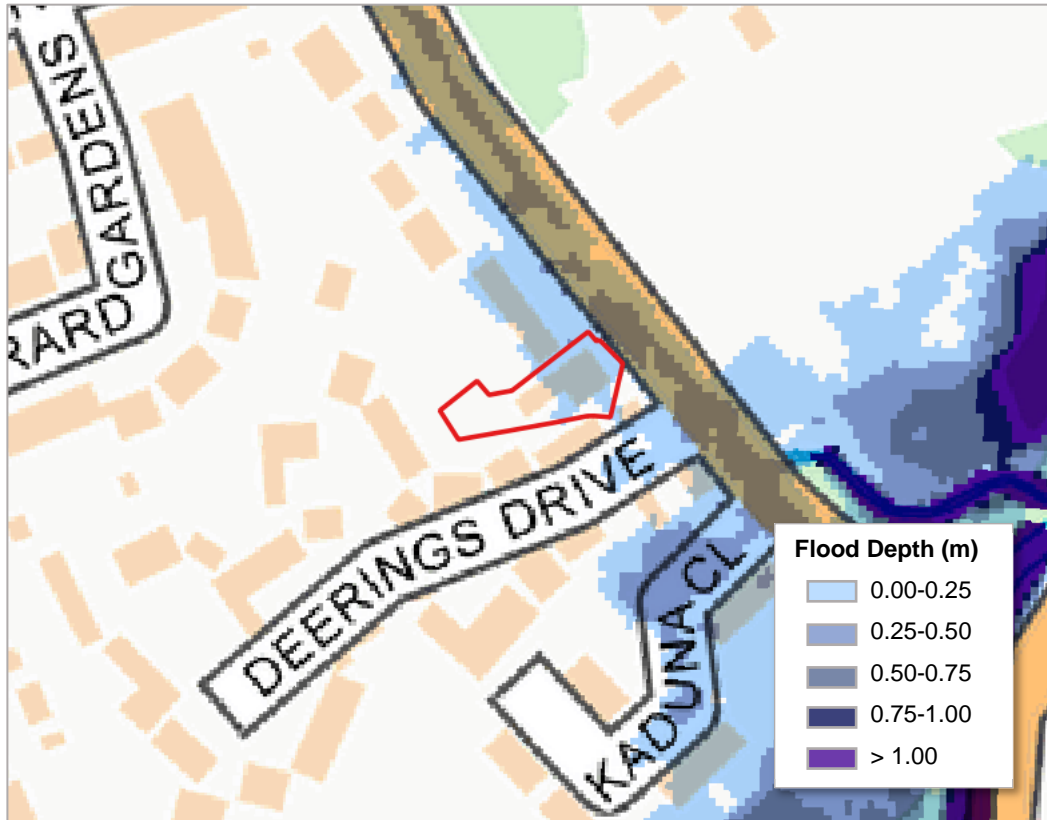 GARDENS
RARD
DEERINGS DRIVE
KADUNA CL
Flood Depth (m)
0.00-0.25
0.25-0.50
0.50-0.75
0.75-1.00
> 1.00